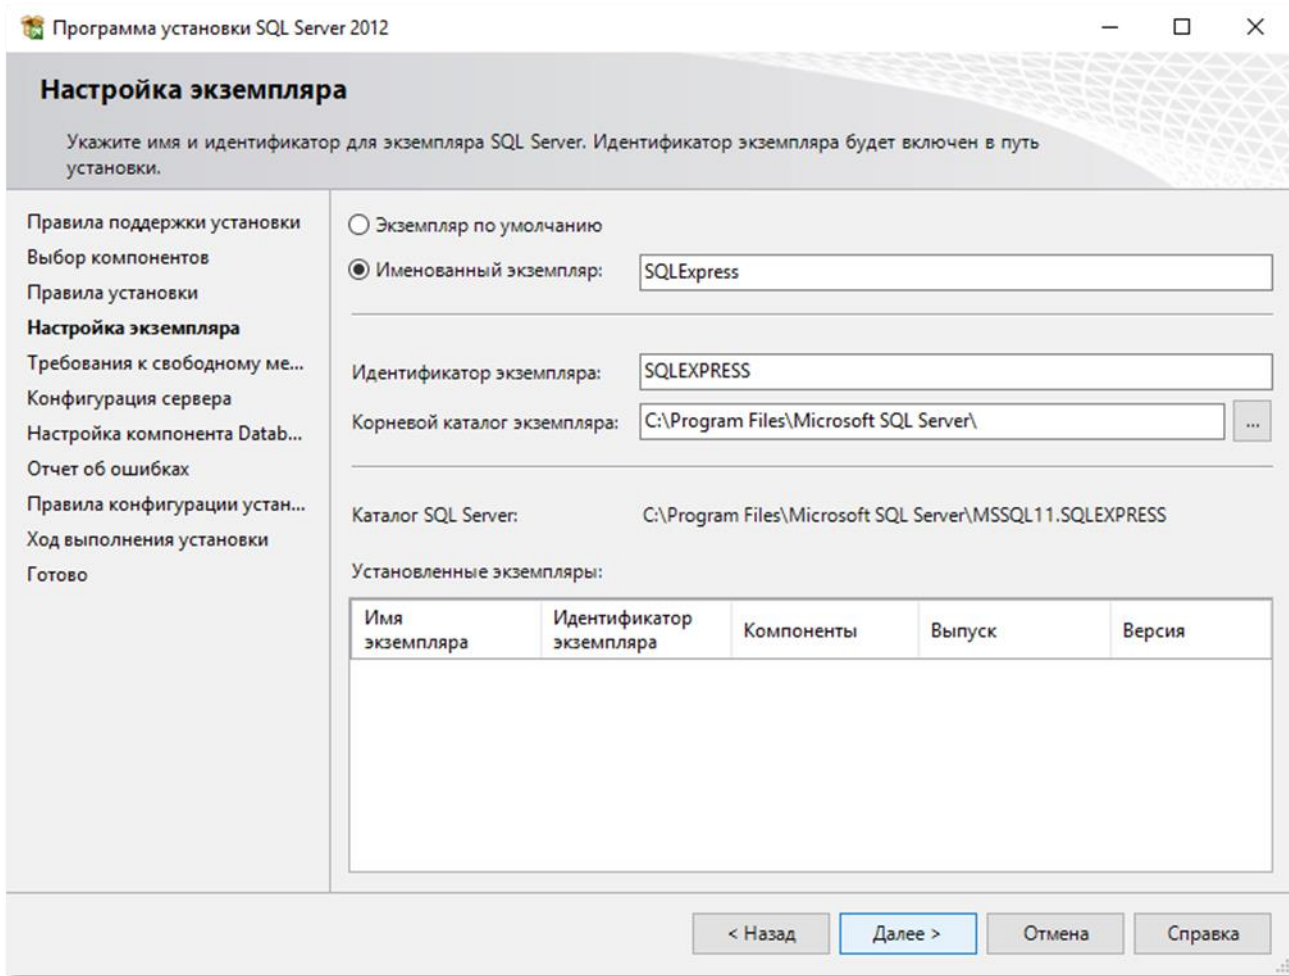 Программа установки SQL Server 2012
Настройка экземпляра
Укажите имя и идентификатор для экземпляра SQL Server. Идентификатор экземпляра будет включен в путь
установки.
Правила поддержки установки
Выбор компонентов
Правила установки
Настройка экземпляра
Требования к свободному ме...
Конфигурация сервера
Настройка компонента Datab...
Отчет об ошибках
Правила конфигурации устан...
Ход выполнения установки
Готово
Экземпляр по умолчанию
Именованный экземпляр: SQLExpress
Идентификатор экземпляра: SQLEXPRESS
Корневой каталог экземпляра: C:\Program Files\Microsoft SQL Server\ ...
Каталог SQL Server: C:\Program Files\Microsoft SQL Server\MSSQL11.SQLEXPRESS
Установленные экземпляры:
Имя экземпляра Идентификатор экземпляра Компоненты Выпуск Версия
< Назад Далее > Отмена Справка